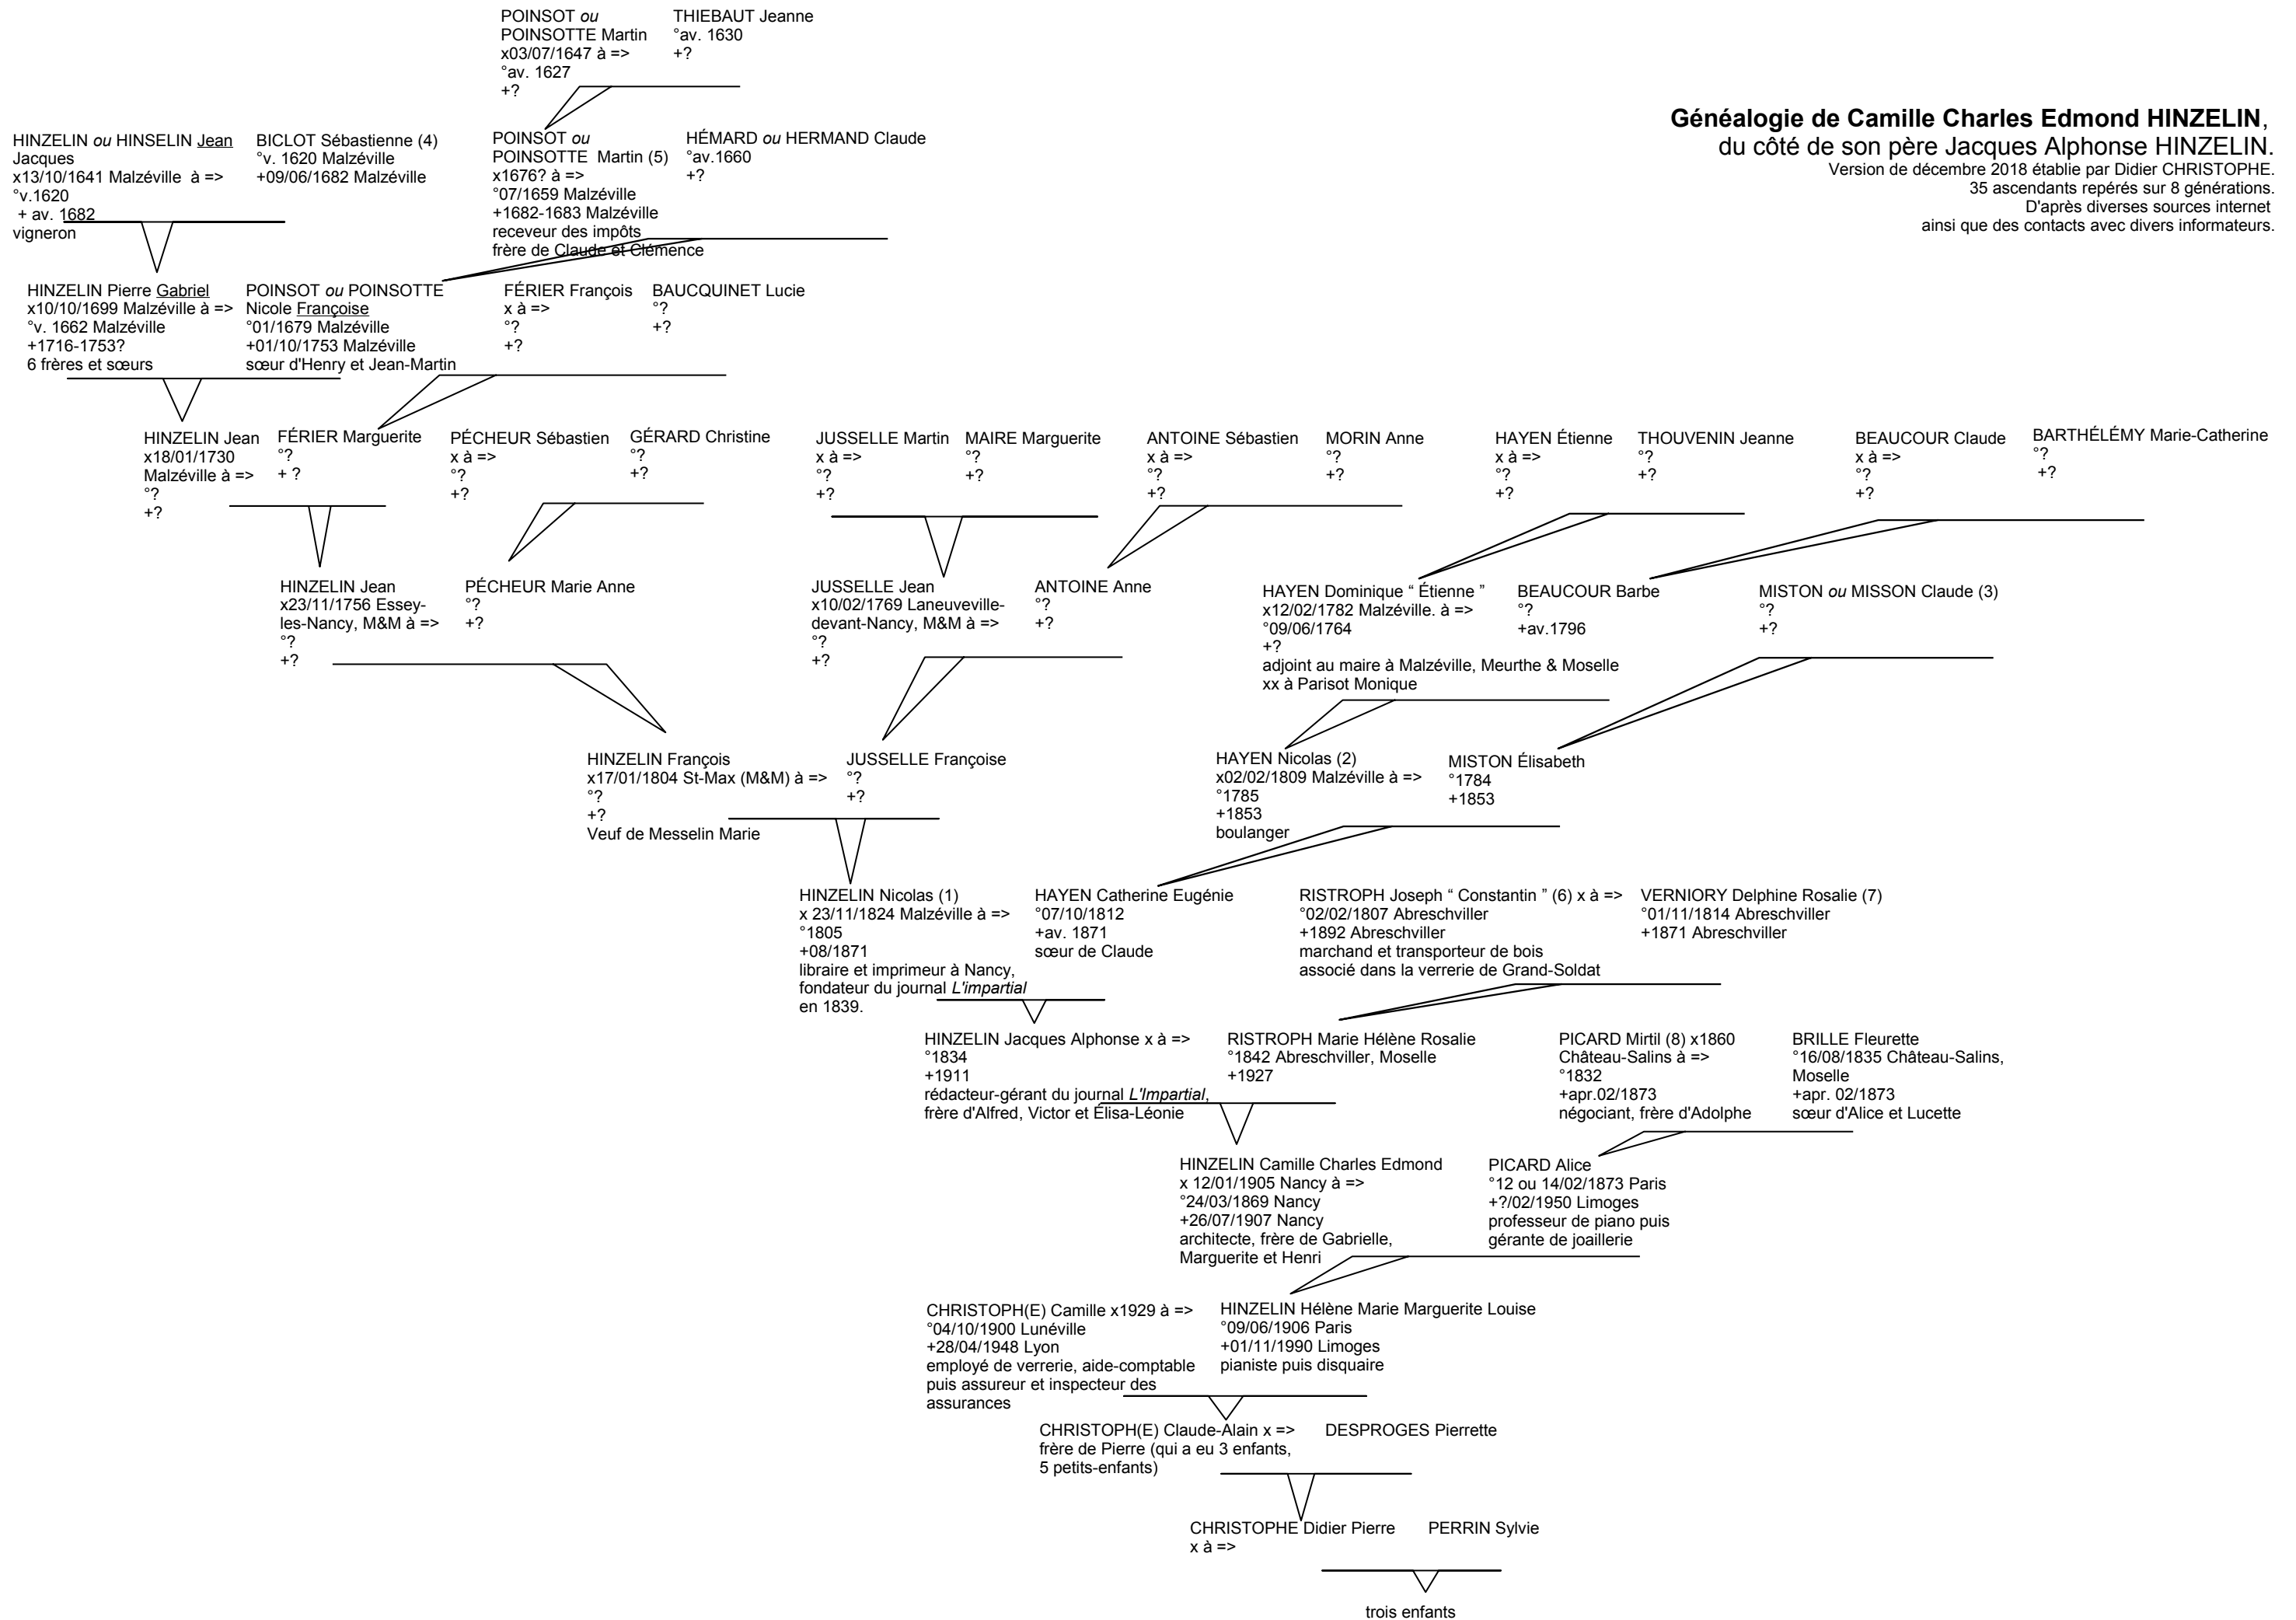 POINSOT ou
POINSOTTE Martin
x03/07/1647 à =>
°av. 1627
+?
THIEBAUT Jeanne
°av. 1630
+?
Généalogie de Camille Charles Edmond HINZELIN,
du côté de son père Jacques Alphonse HINZELIN.
Version de décembre 2018 établie par Didier CHRISTOPHE.
35 ascendants repérés sur 8 générations.
D'après diverses sources internet
ainsi que des contacts avec divers informateurs.
HINZELIN ou HINSELIN Jean
Jacques
x13/10/1641 Malzéville à =>
°v.1620
+ av. 1682
vigneron
BICLOT Sébastienne (4)
°v. 1620 Malzéville
+09/06/1682 Malzéville
POINSOT ou
POINSOTTE Martin (5)
x1676? à =>
°07/1659 Malzéville
+1682-1683 Malzéville
receveur des impôts
frère de Claude et Clémence
HÉMARD ou HERMAND Claude
°av.1660
+?
HINZELIN Pierre Gabriel
x10/10/1699 Malzéville à =>
°v. 1662 Malzéville
+1716-1753?
6 frères et sœurs
POINSOT ou POINSOTTE
Nicole Françoise
°01/1679 Malzéville
+01/10/1753 Malzéville
sœur d'Henry et Jean-Martin
FÉRIER François
x à =>
°?
+?
BAUCQUINET Lucie
°?
+?
HINZELIN Jean
x18/01/1730
Malzéville à =>
°?
+?
FÉRIER Marguerite
°?
+ ?
PÉCHEUR Sébastien
x à =>
°?
+?
GÉRARD Christine
°?
+?
JUSSELLE Martin
x à =>
°?
+?
MAIRE Marguerite
°?
+?
ANTOINE Sébastien
x à =>
°?
+?
MORIN Anne
°?
+?
HAYEN Étienne
x à =>
°?
+?
THOUVENIN Jeanne
°?
+?
BEAUCOUR Claude
x à =>
°?
+?
BARTHÉLÉMY Marie-Catherine
°?
+?
HINZELIN Jean
x23/11/1756 Essey-
les-Nancy, M&M à =>
°?
+?
PÉCHEUR Marie Anne
°?
+?
JUSSELLE Jean
x10/02/1769 Laneuveville-
devant-Nancy, M&M à =>
°?
+?
ANTOINE Anne
°?
+?
HAYEN Dominique “ Étienne ”
x12/02/1782 Malzéville. à =>
°09/06/1764
+?
adjoint au maire à Malzéville, Meurthe & Moselle
xx à Parisot Monique
BEAUCOUR Barbe
°?
+av.1796
MISTON ou MISSON Claude (3)
°?
+?
HINZELIN François
x17/01/1804 St-Max (M&M) à =>
°?
+?
Veuf de Messelin Marie
JUSSELLE Françoise
°?
+?
HAYEN Nicolas (2)
x02/02/1809 Malzéville à =>
°1785
+1853
boulanger
MISTON Élisabeth
°1784
+1853
HINZELIN Nicolas (1)
x 23/11/1824 Malzéville à =>
°1805
+08/1871
libraire et imprimeur à Nancy,
fondateur du journal L'impartial
en 1839.
HAYEN Catherine Eugénie
°07/10/1812
+av. 1871
sœur de Claude
RISTROPH Joseph “ Constantin ” (6) x à =>
°02/02/1807 Abreschviller
+1892 Abreschviller
marchand et transporteur de bois
associé dans la verrerie de Grand-Soldat
VERNIORY Delphine Rosalie (7)
°01/11/1814 Abreschviller
+1871 Abreschviller
HINZELIN Jacques Alphonse x à =>
°1834
+1911
rédacteur-gérant du journal L'Impartial,
frère d'Alfred, Victor et Élisa-Léonie
RISTROPH Marie Hélène Rosalie
°1842 Abreschviller, Moselle
+1927
PICARD Mirtil (8) x1860
Château-Salins à =>
°1832
+apr.02/1873
négociant, frère d'Adolphe
BRILLE Fleurette
°16/08/1835 Château-Salins,
Moselle
+apr. 02/1873
sœur d'Alice et Lucette
HINZELIN Camille Charles Edmond
x 12/01/1905 Nancy à =>
°24/03/1869 Nancy
+26/07/1907 Nancy
architecte, frère de Gabrielle,
Marguerite et Henri
PICARD Alice
°12 ou 14/02/1873 Paris
+?/02/1950 Limoges
professeur de piano puis
gérante de joaillerie
CHRISTOPH(E) Camille x1929 à =>
°04/10/1900 Lunéville
+28/04/1948 Lyon
employé de verrerie, aide-comptable
puis assureur et inspecteur des
assurances
HINZELIN Hélène Marie Marguerite Louise
°09/06/1906 Paris
+01/11/1990 Limoges
pianiste puis disquaire
CHRISTOPH(E) Claude-Alain x =>
frère de Pierre (qui a eu 3 enfants,
5 petits-enfants)
DESPROGES Pierrette
CHRISTOPHE Didier Pierre
x à =>
PERRIN Sylvie
trois enfants